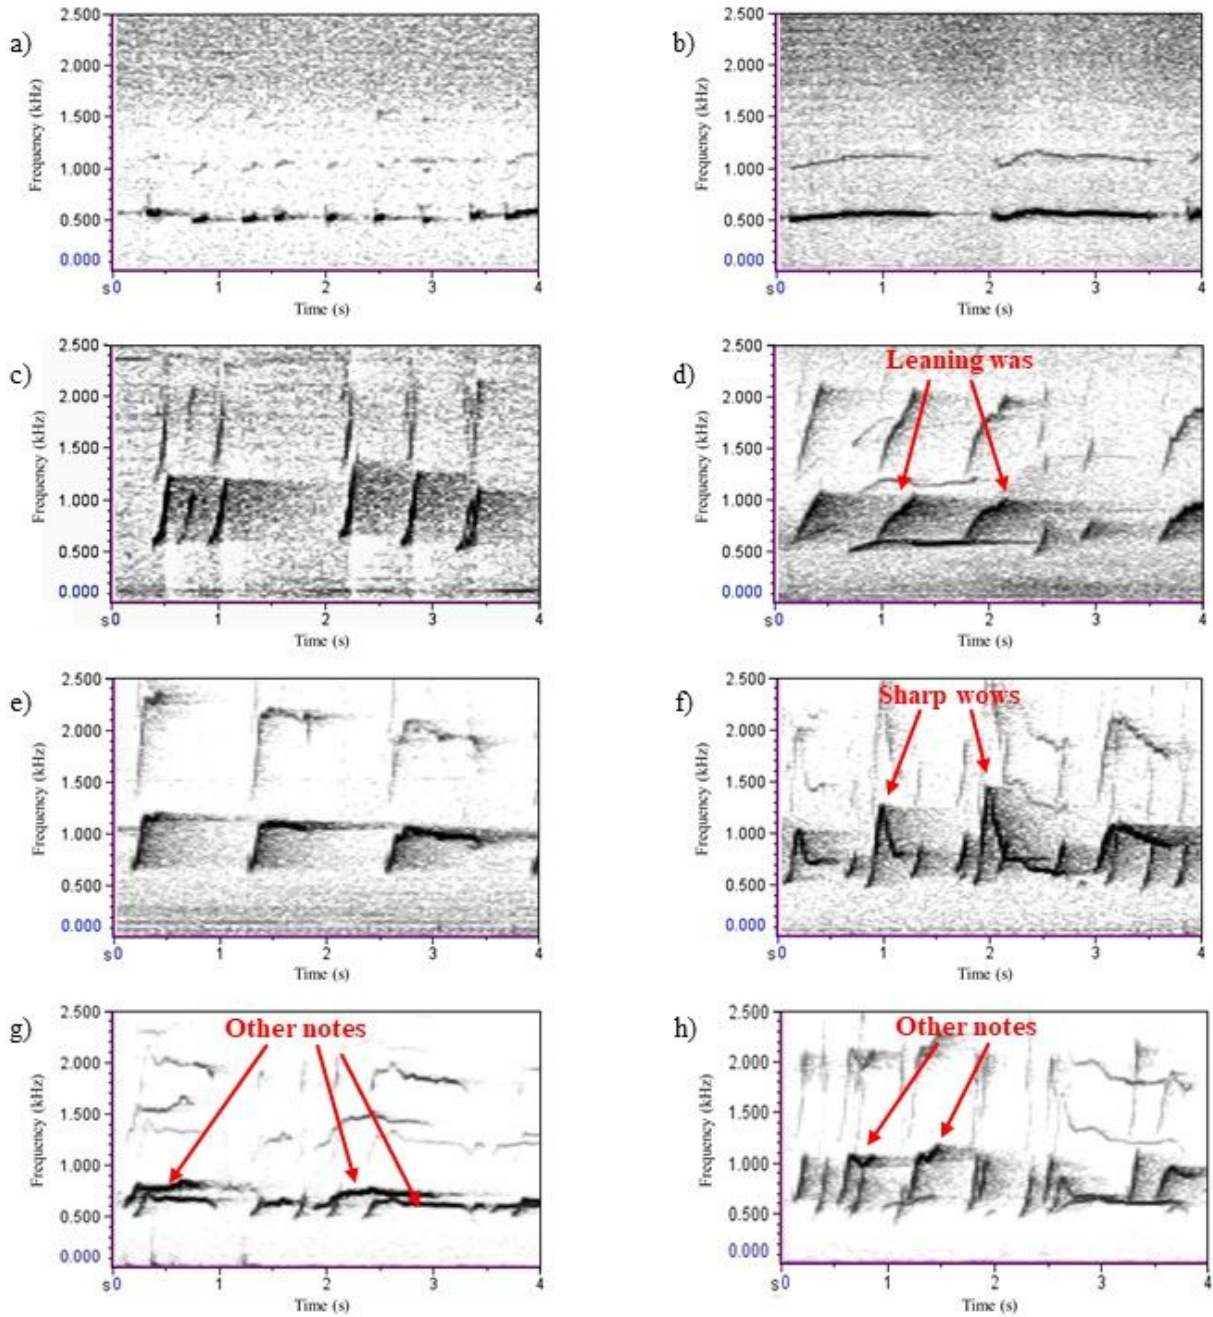 a)
Frequency (kHz)
2.500
2.000
1.500
1.000
0.500
0.000
s0 1 2 3 4
Time (s)
b)
Frequency (kHz)
2.500
2.000
1.500
1.000
0.500
0.000
s0 1 2 3 4
Time (s)
c)
Frequency (kHz)
2.500
2.000
1.500
1.000
0.500
0.000
s0 1 2 3 4
Time (s)
d)
Frequency (kHz)
2.500
2.000
1.500
1.000
0.500
0.000
Leaning was
s0 1 2 3 4
Time (s)
e)
Frequency (kHz)
2.500
2.000
1.500
1.000
0.500
0.000
s0 1 2 3 4
Time (s)
f)
Frequency (kHz)
2.500
2.000
1.500
1.000
0.500
0.000
Sharp wows
s0 1 2 3 4
Time (s)
g)
Frequency (kHz)
2.500
2.000
1.500
1.000
0.500
0.000
Other notes
s0 1 2 3 4
Time (s)
h)
Frequency (kHz)
2.500
2.000
1.500
1.000
0.500
0.000
Other notes
s0 1 2 3 4
Time (s)